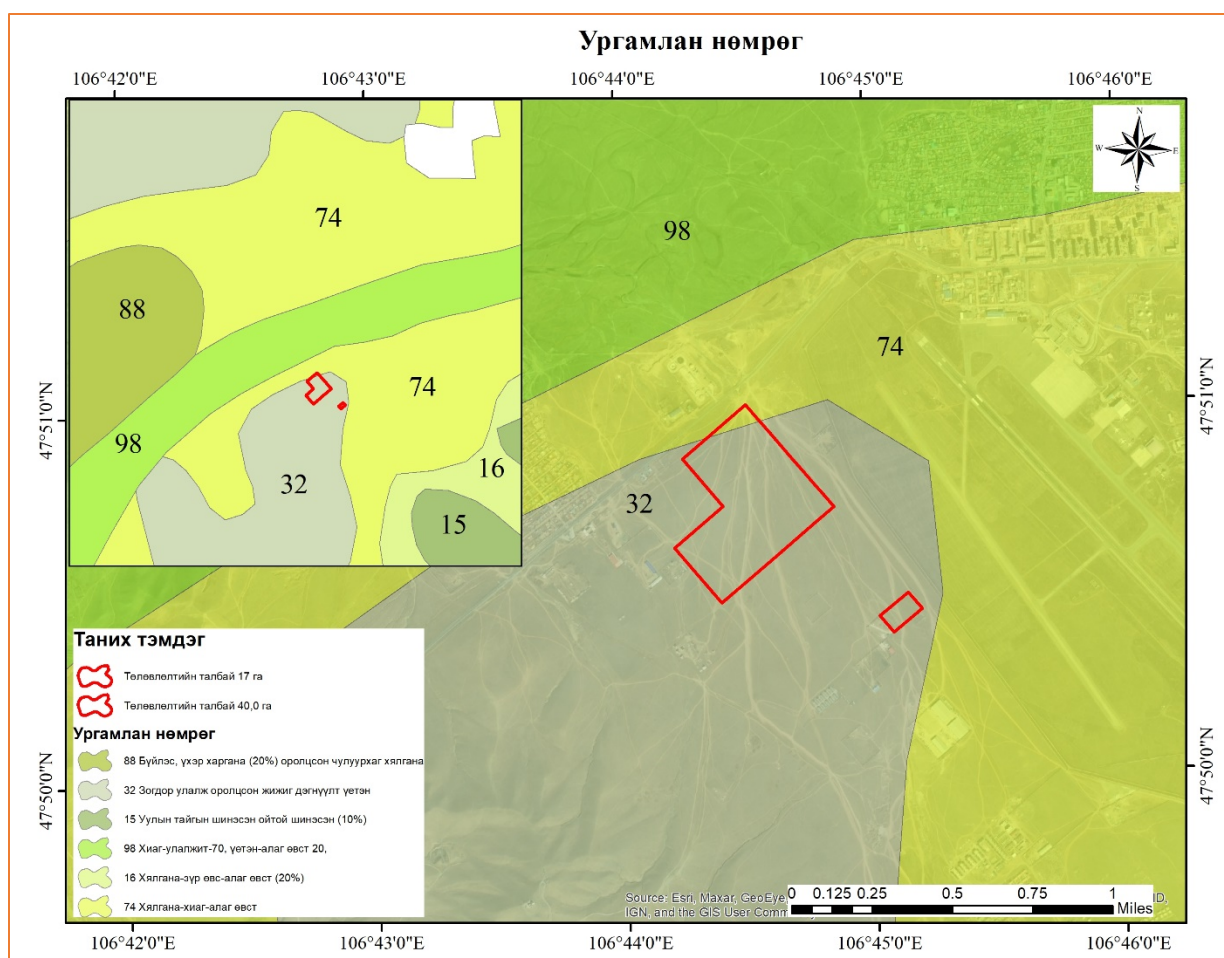 Ургамлан нөмрөг
106°42'0"E 106°43'0"E 106°44'0"E 106°45'0"E 106°46'0"E
N
W E
S
74
98
88
74
74
47°51'0"N
47°51'0"N
98
16
32
32
15
Таних тэмдэг
Төлөвлөлтийн талбай 17 га
Төлөвлөлтийн талбай 40,0 га
Ургамлан нөмрөг
88 Бүйлэс, үхэр харгана (20%) оролцсон чулуурхаг хялгана
32 Зогдор улалж оролцсон жижиг дэгнүүлт үетэн
15 Уулын тайгын шинэсэн ойтой шинэсэн (10%)
98 Хиаг-улалжит-70, үетэн-алаг өвст 20,
16 Хялгана-зүр өвс-алаг өвст (20%)
74 Хялгана-хиаг-алаг өвст
47°50'0"N
47°50'0"N
Source: Esri, Maxar, GeoEye,
IGN, and the GIS User
0 0.125 0.25 0.5 0.75 1
Miles
106°42'0"E 106°43'0"E 106°44'0"E 106°45'0"E 106°46'0"E